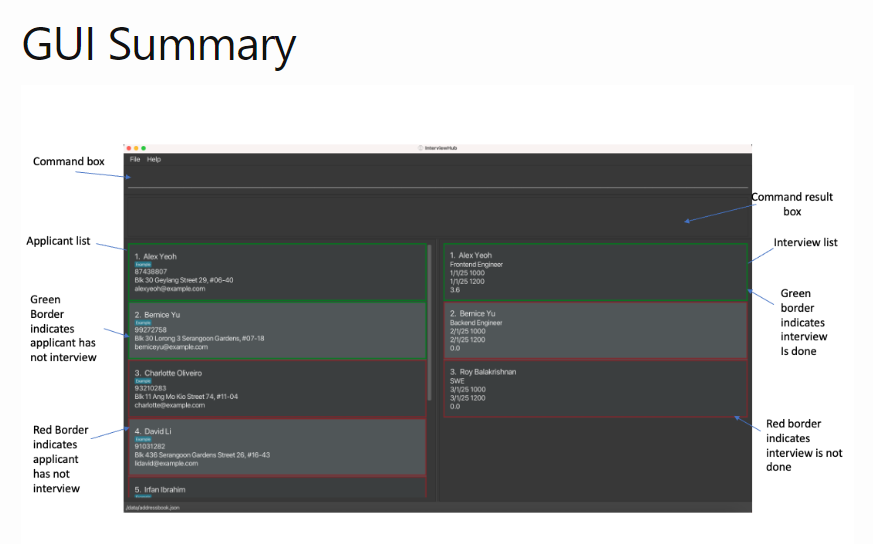 GUI Summary
InterviewHub
File Help
Command box
Command result
box
Applicant list
Interview list
1. Alex Yeoh
Example
87438807
Blk 30 Geylang Street 29, #06-40
alexyeoh@example.com
2. Bernice Yu
Example
99272758
Blk 30 Lorong 3 Serangoon Gardens, #07-18
berniceyu@example.com
3. Charlotte Oliveiro
Example
93210283
Blk 11 Ang Mo Kio Street 74, #11-04
charlotte@example.com
4. David Li
Example
91031282
Blk 436 Serangoon Gardens Street 26, #16-43
lidavid@example.com
5. Irfan Ibrahim
Example
1. Alex Yeoh
Frontend Engineer
1/1/25 1000
1/1/25 1200
3.6
2. Bernice Yu
Backend Engineer
2/1/25 1000
2/1/25 1200
0.0
3. Roy Balakrishnan
SWE
3/1/25 1000
3/1/25 1200
0.0
Green
Border
indicates
applicant has
not interview
Red Border
indicates
applicant
has not
interview
Green
border
indicates
interview
Is done
Red border
indicates
interview is not
done
/data/addressbook.json